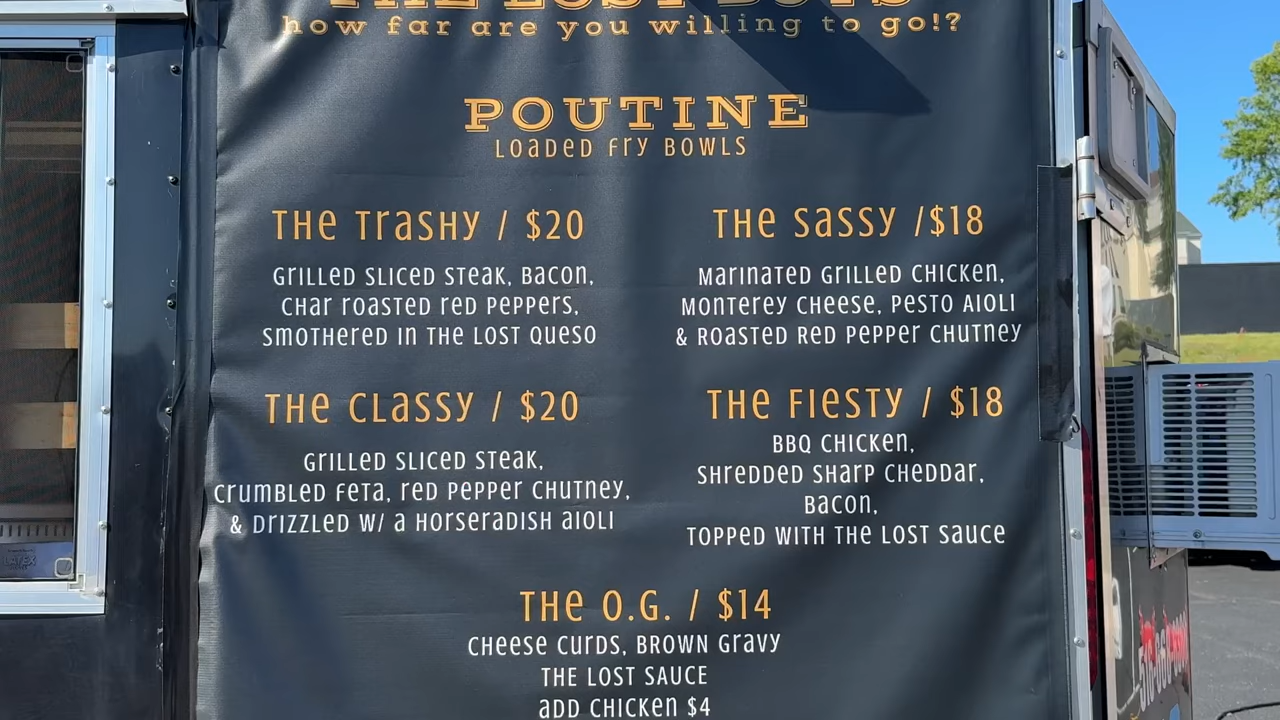 THE LOST BOYS
how far are you willing to go!?
POUTINE
LOADED FRY BOWLS
THE TRASHY / $20
GRILLED SLICED STEAK, BACON,
CHAR ROASTED RED PEPPERS,
SMOTHERED IN THE LOST QUESO
THE SASSY /$18
MARINATED GRILLED CHICKEN,
MONTEREY CHEESE, PESTO AIOLI
& ROASTED RED PEPPER CHUTNEY
THE CLASSY / $20
GRILLED SLICED STEAK,
CRUMBLED FETA, RED PEPPER CHUTNEY,
& DRIZZLED W/ A HORSERADISH AIOLI
THE FIESTY / $18
BBQ CHICKEN,
SHREDDED SHARP CHEDDAR,
BACON,
TOPPED WITH THE LOST SAUCE
THE O.G. / $14
CHEESE CURDS, BROWN GRAVY
THE LOST SAUCE
ADD CHICKEN $4
LATEX